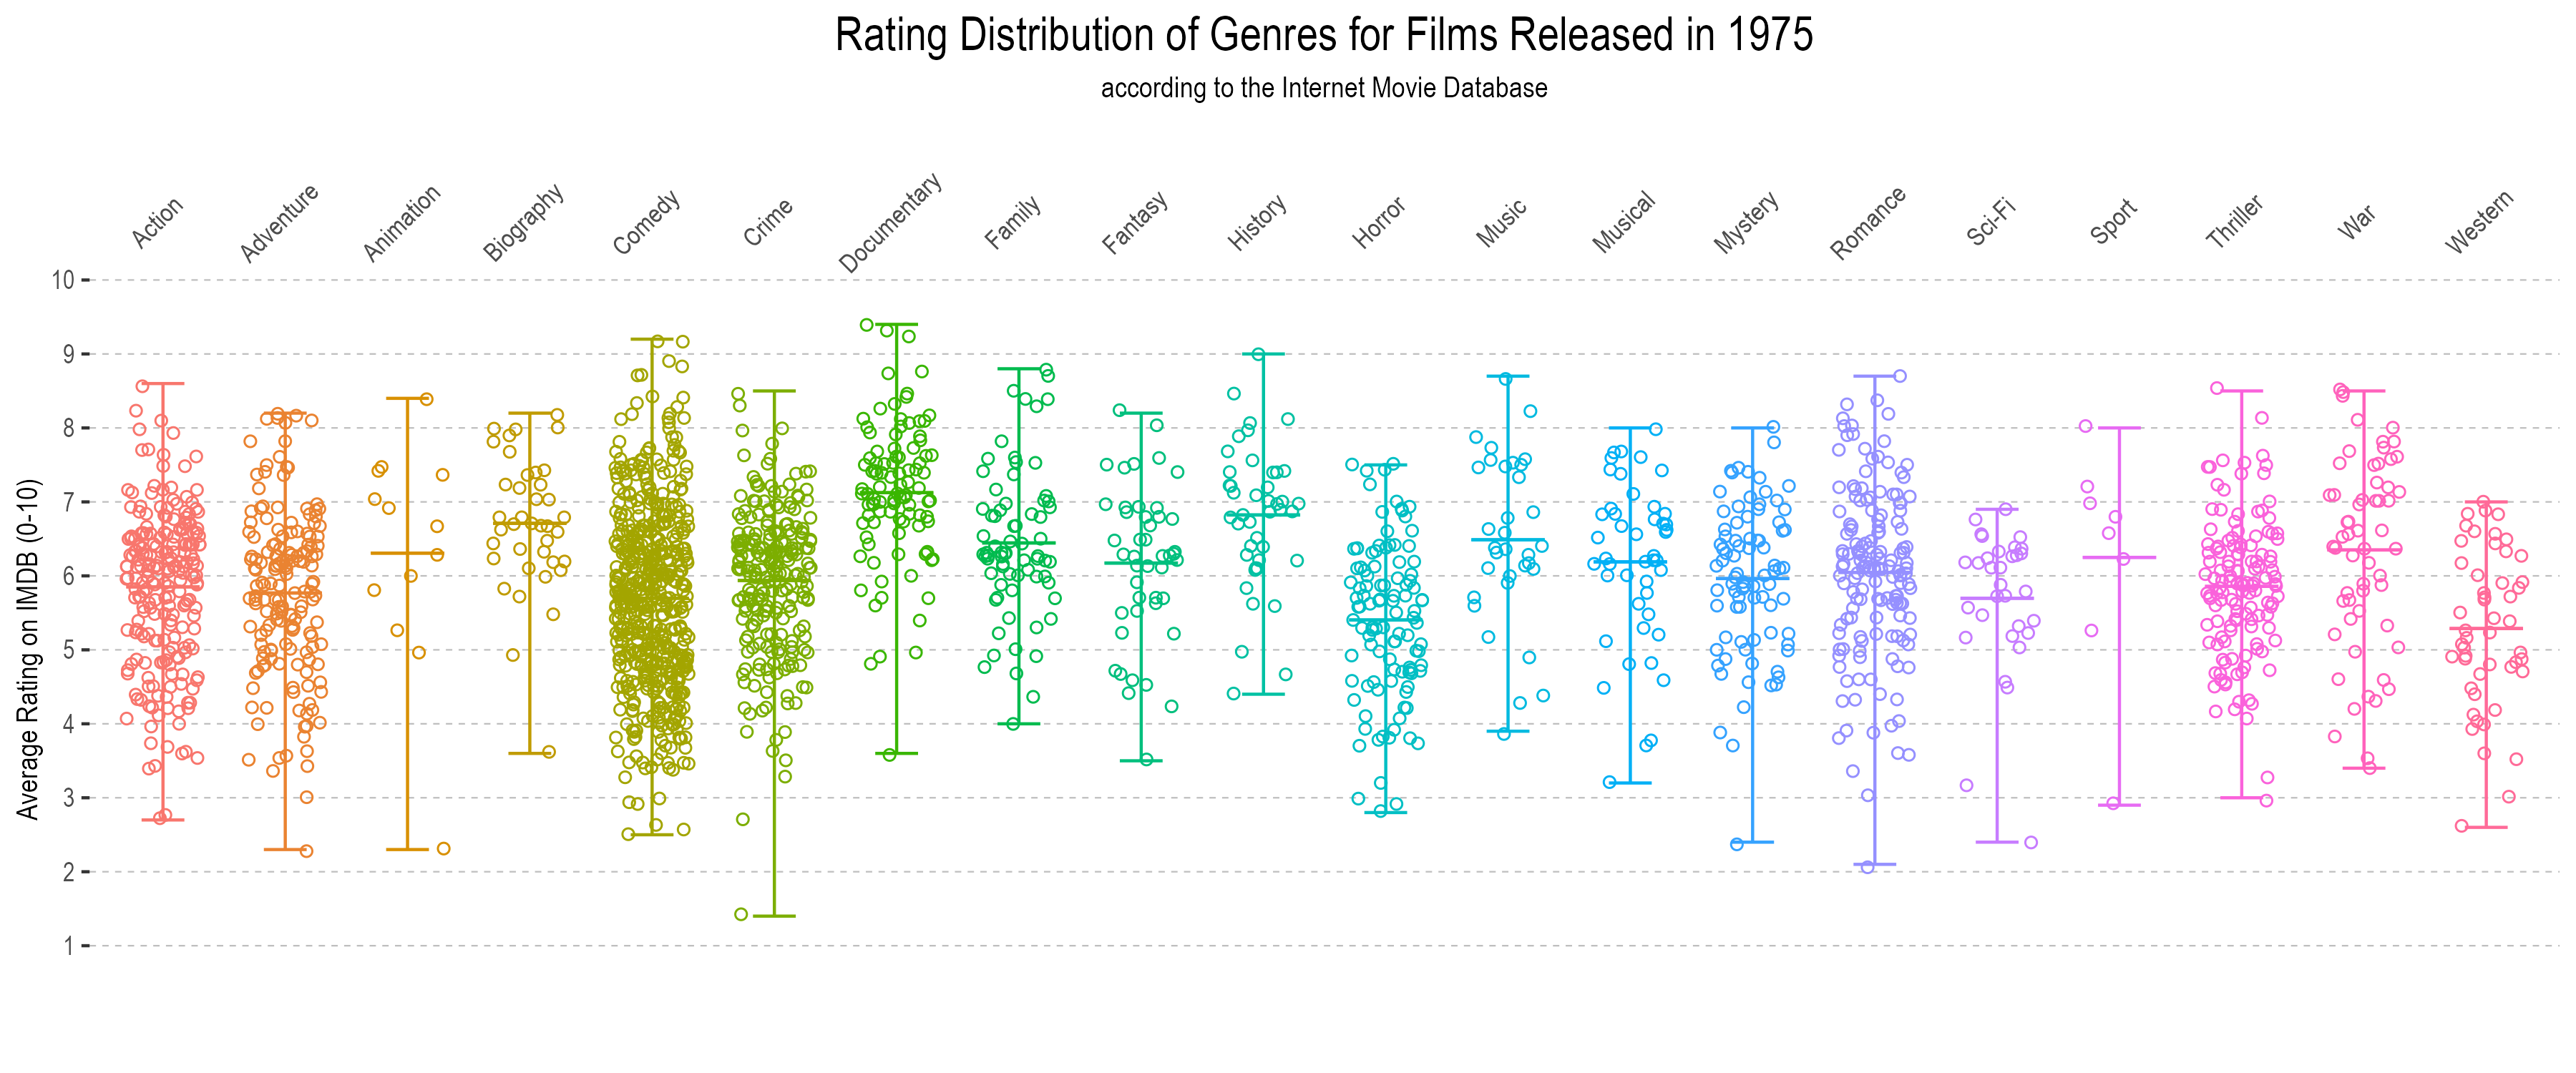 Rating Distribution of Genres for Films Released in 1975
according to the Internet Movie Database
Action
Adventure
Animation
Biography
Comedy
Crime
Documentary
Family
Fantasy
History
Horror
Music
Musical
Mystery
Romance
Sci-Fi
Sport
Thriller
War
Western
Average Rating on IMDB (0-10)
10
9
8
7
6
5
4
3
2
1